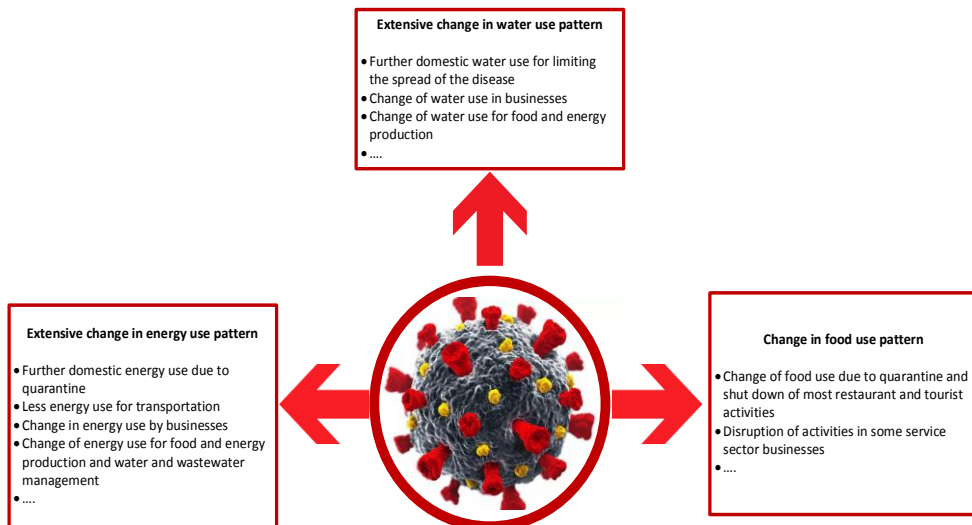 Extensive change in water use pattern
•Further domestic water use for limiting
the spread of the disease
•Change of water use in businesses
•Change of water use for food and energy
production
•....
Extensive change in energy use pattern
•Further domestic energy use due to
quarantine
•Less energy use for transportation
•Change in energy use by businesses
•Change of energy use for food and energy
production and water and wastewater
management
•....
Change in food use pattern
•Change of food use due to quarantine and
shut down of most restaurant and tourist
activities
•Disruption of activities in some service
sector businesses
•....